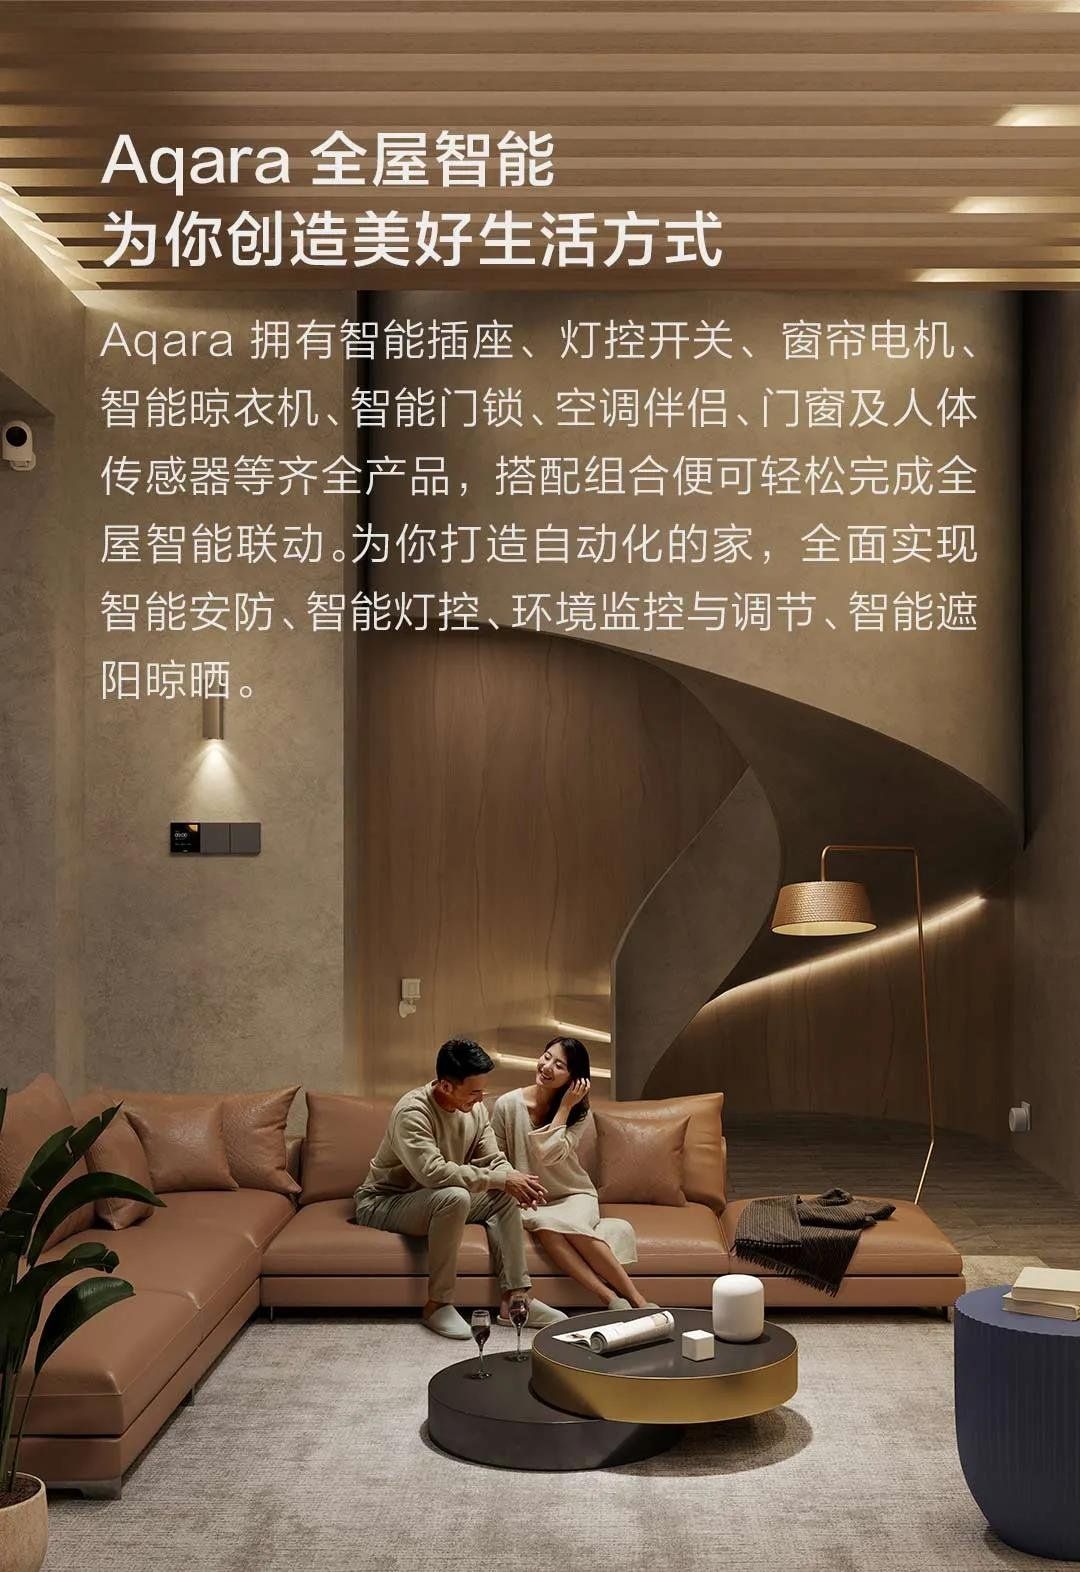 Aqara 全屋智能
为你创造美好生活方式
Aqara 拥有智能插座、灯控开关、窗帘电机、
智能晾衣机、智能门锁、空调伴侣、门窗及人体
传感器等齐全产品，搭配组合便可轻松完成全
屋智能联动。为你打造自动化的家，全面实现
智能安防、智能灯控、环境监控与调节、智能遮
阳晾晒。